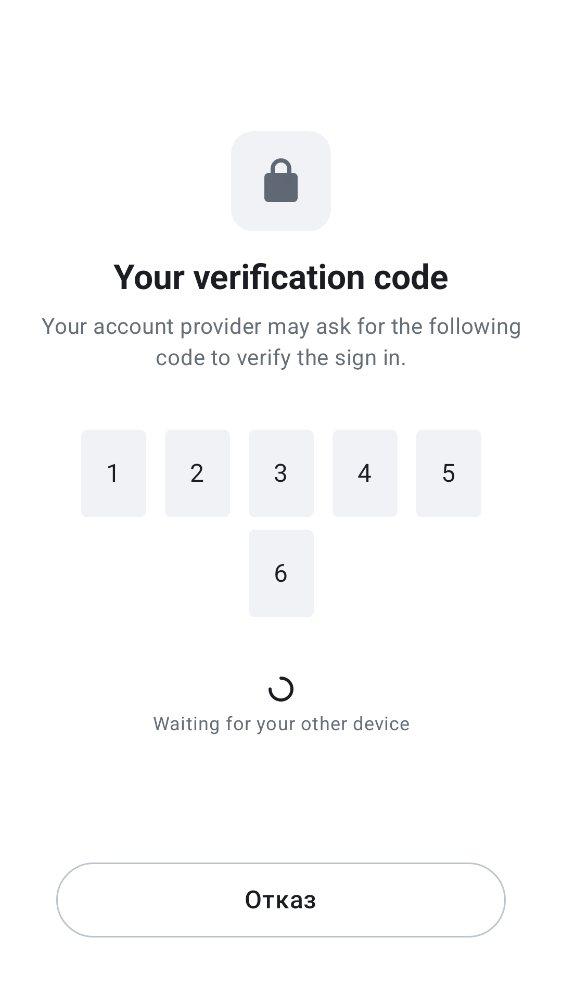 Your verification code
Your account provider may ask for the following
code to verify the sign in.
1 2 3 4 5
6
Waiting for your other device
Отказ